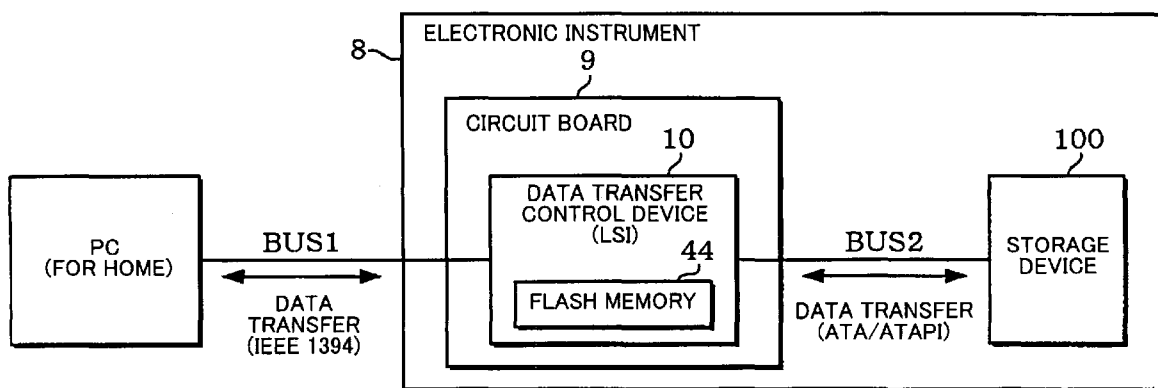 ELECTRONIC INSTRUMENT
8
9
CIRCUIT BOARD
10
100
DATA TRANSFER
CONTROL DEVICE
(LSI)
PC
(FOR HOME)
BUS1
BUS2
STORAGE
DEVICE
44
FLASH MEMORY
DATA
TRANSFER
(IEEE 1394)
DATA TRANSFER
(ATA/ATAPI)